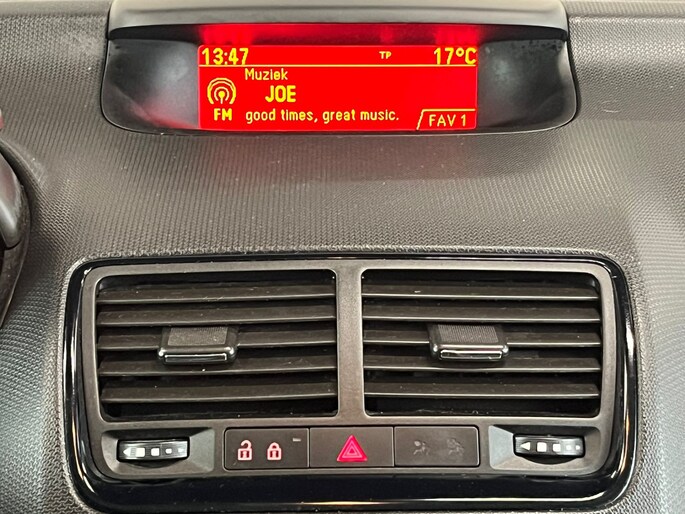 13:47 TP 17°C
Muziek
JOE
FM good times, great music. FAV 1